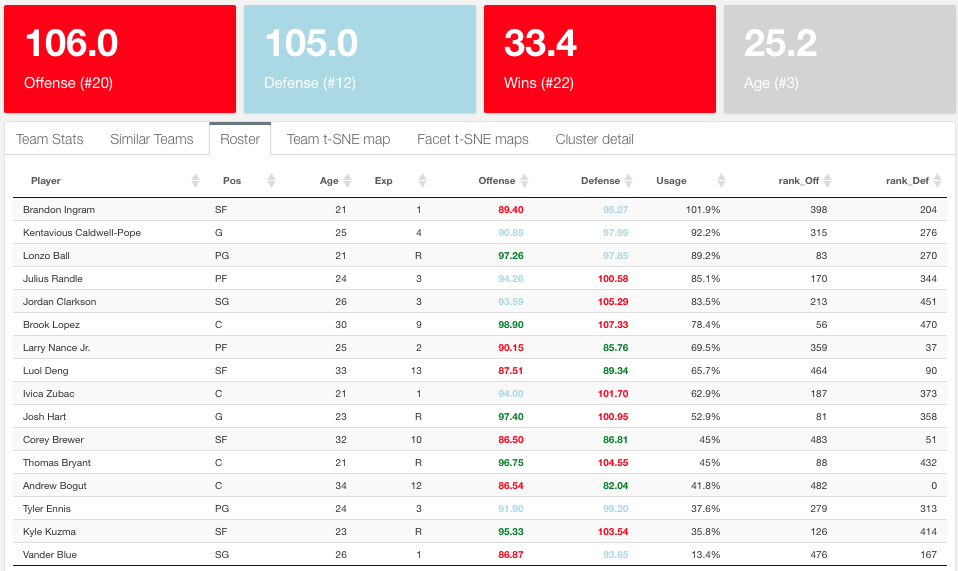 106.0 105.0 33.4 25.2
Offense (#20) Defense (#12) Wins (#22) Age (#3)
Team Stats Similar Teams Roster Team t-SNE map Facet t-SNE maps Cluster detail
Player Pos Age Exp Offense Defense Usage rank_Off rank_Def
Brandon Ingram SF 21 1 89.40 95.27 101.9% 398 204
Kentavious Caldwell-Pope G 25 4 90.89 97.99 92.2% 315 276
Lonzo Ball PG 21 R 97.26 97.85 89.2% 83 270
Julius Randle PF 24 3 94.26 100.58 85.1% 170 344
Jordan Clarkson SG 26 3 93.59 105.29 83.5% 213 451
Brook Lopez C 30 9 98.90 107.33 78.4% 56 470
Larry Nance Jr. PF 25 2 90.15 85.76 69.5% 359 37
Luol Deng SF 33 13 87.51 89.34 65.7% 464 90
Ivica Zubac C 21 1 94.00 101.70 62.9% 187 373
Josh Hart G 23 R 97.40 100.95 52.9% 81 358
Corey Brewer SF 32 10 86.50 86.81 45% 483 51
Thomas Bryant C 21 R 96.75 104.55 45% 88 432
Andrew Bogut C 34 12 86.54 82.04 41.8% 482 0
Tyler Ennis PG 24 3 91.90 99.20 37.6% 279 313
Kyle Kuzma SF 23 R 95.33 103.54 35.8% 126 414
Vander Blue SG 26 1 86.87 93.65 13.4% 476 167